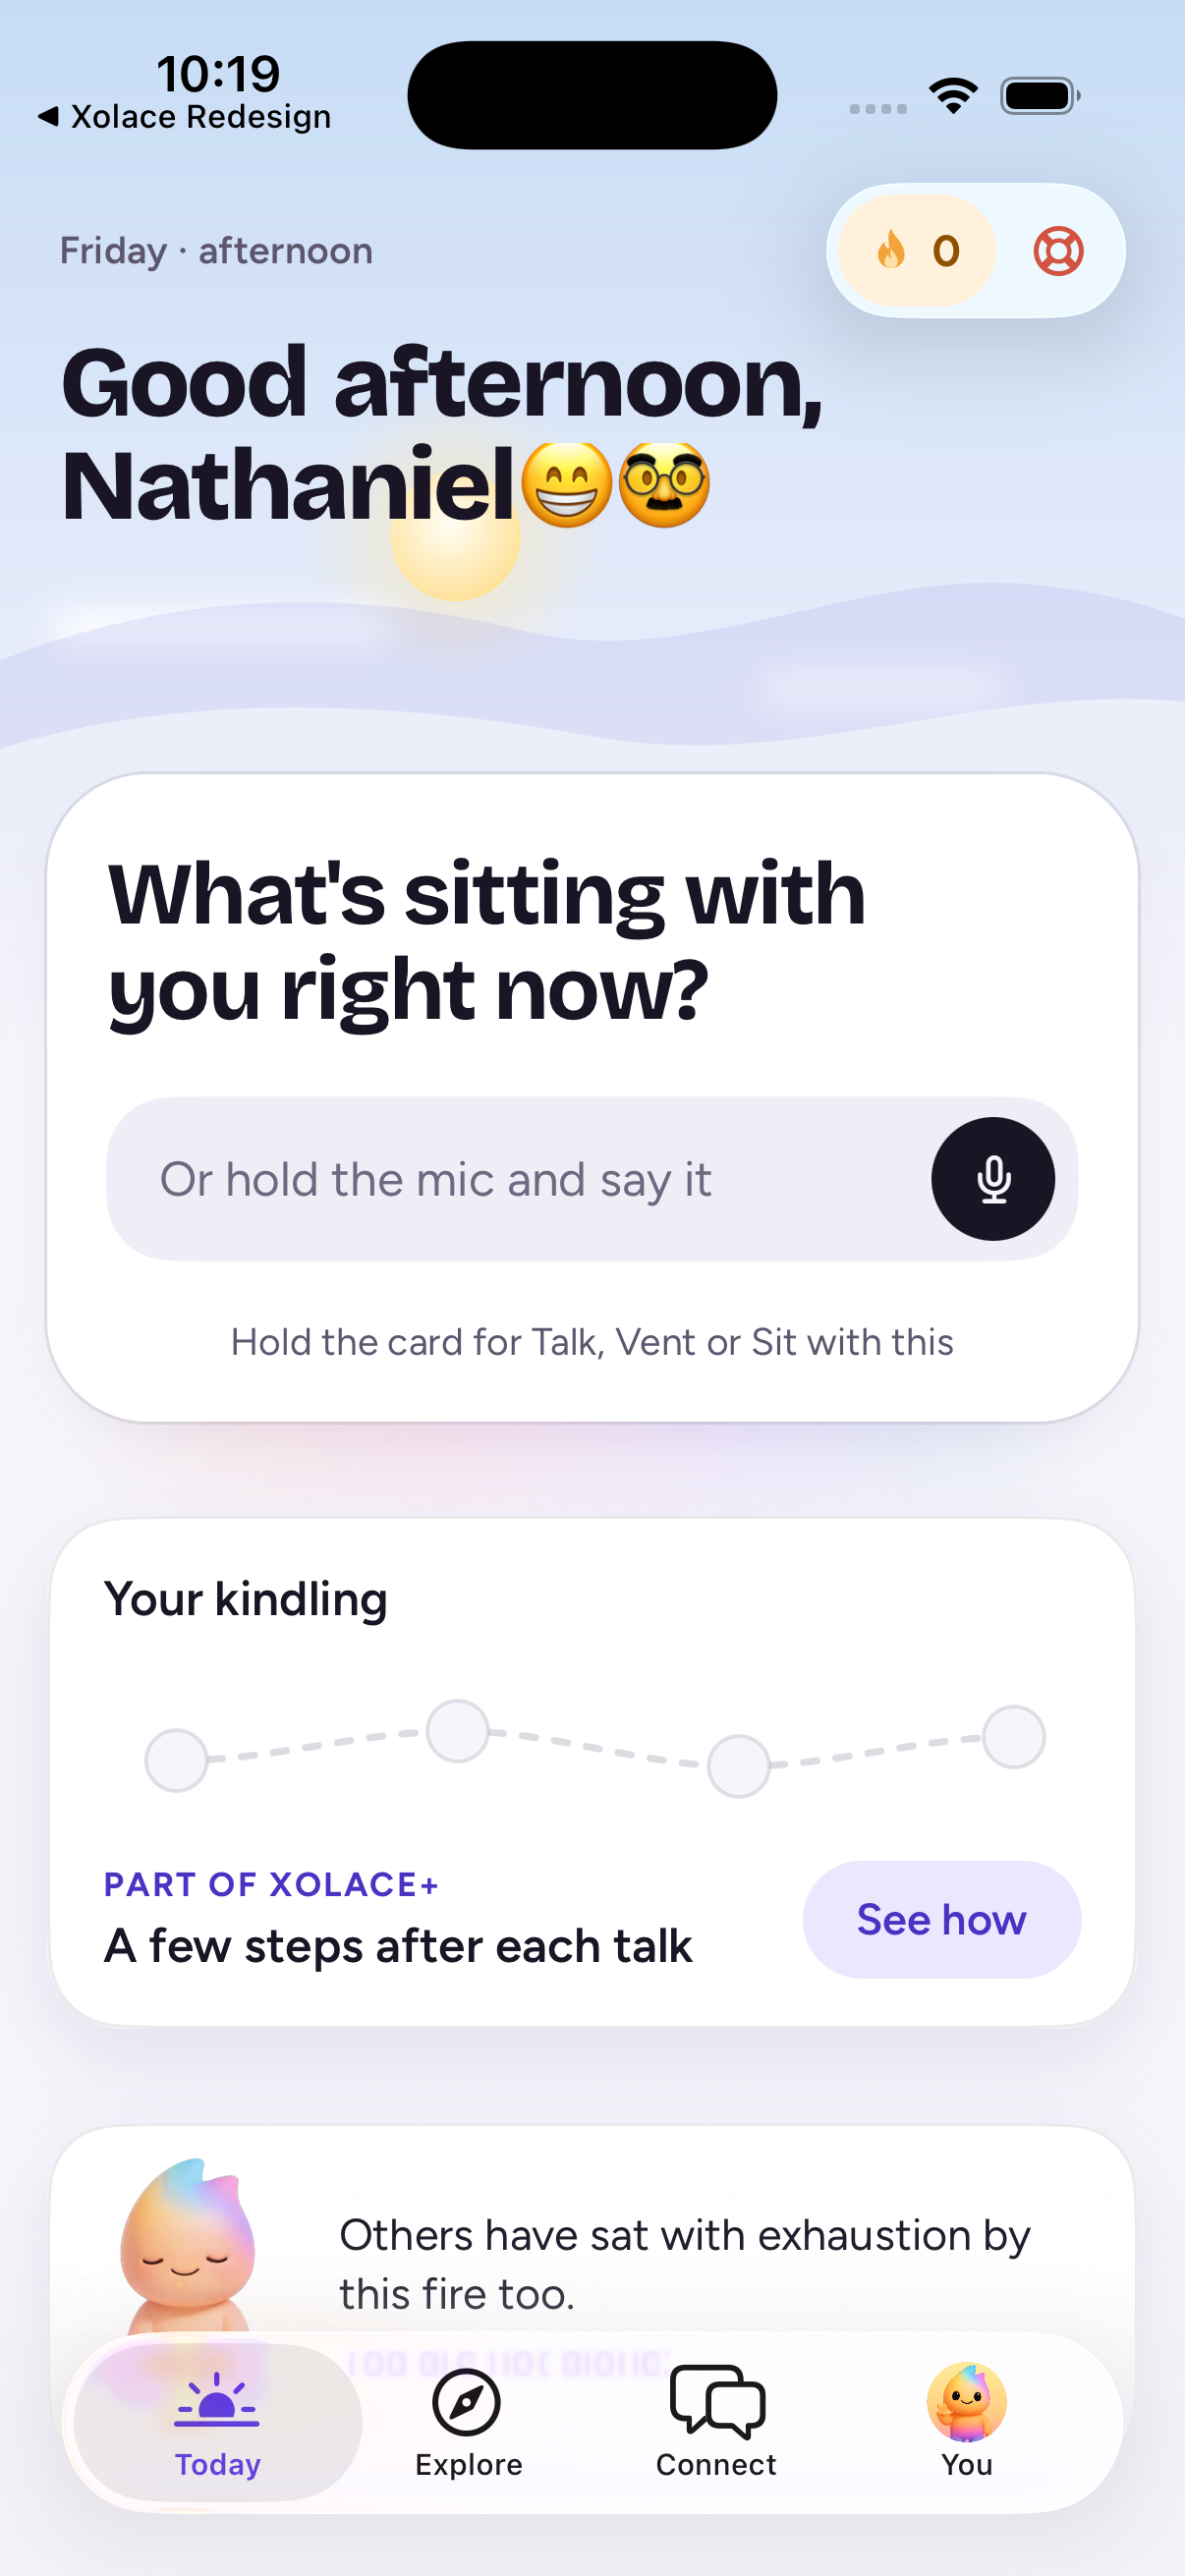 10:19
◀ Xolace Redesign
Friday · afternoon
0
Good afternoon,
Nathaniel😁🥸
What's sitting with
you right now?
Or hold the mic and say it
Hold the card for Talk, Vent or Sit with this
Your kindling
PART OF XOLACE+
A few steps after each talk
See how
Others have sat with exhaustion by
this fire too.
Today
Explore
Connect
You